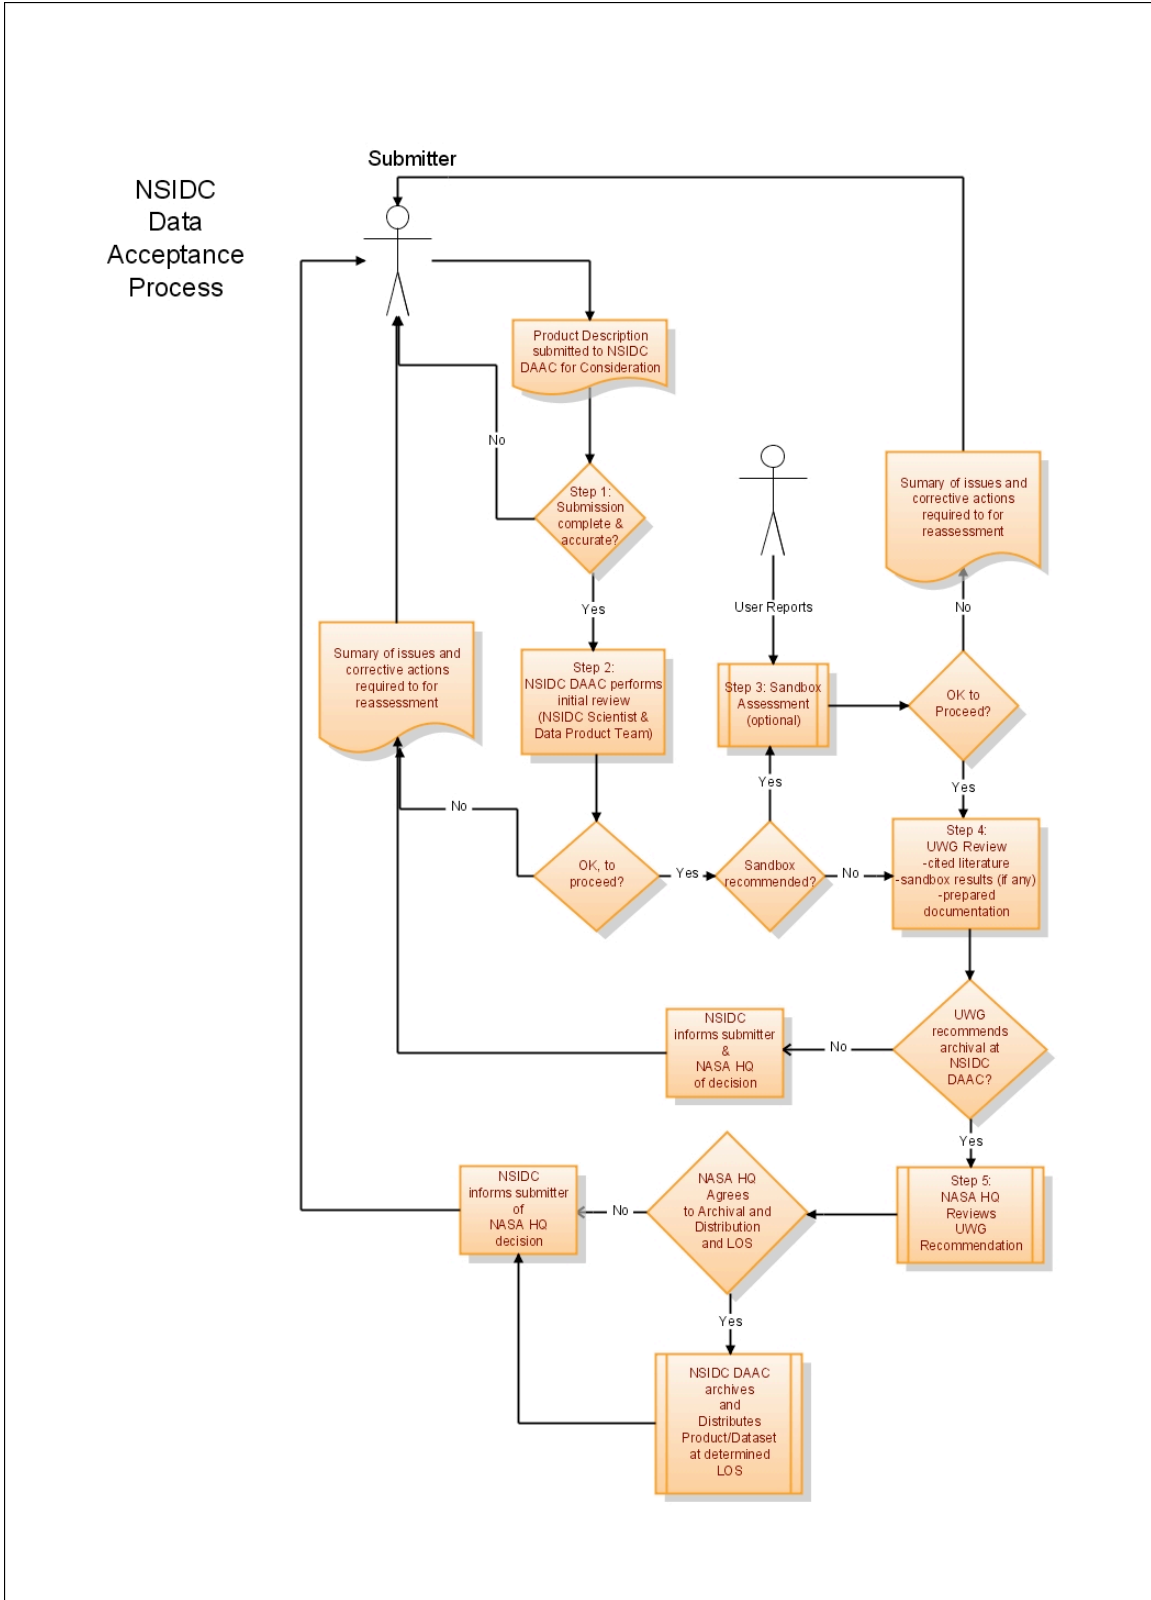 Submitter
NSIDC
Data
Acceptance
Process
Product Description
submitted to NSIDC
DAAC for Consideration
No
Step 1:
Submission
complete &
accurate?
Yes
Sumary of issues and
corrective actions
required to for
reassessment
User Reports
No
Sumary of issues and
corrective actions
required to for
reassessment
Step 2:
NSIDC DAAC performs
initial review
(NSIDC Scientist &
Data Product Team)
Step 3: Sandbox
Assessment
(optional)
OK to
Proceed?
Yes
Yes
No
OK, to
proceed?
Yes
Sandbox
recommended?
No
Step 4:
UWG Review
-cited literature
-sandbox results (if any)
-prepared
documentation
NSIDC
informs submitter
&
NASA HQ
of decision
No
UWG
recommends
archival at
NSIDC
DAAC?
Yes
NSIDC
informs submitter
of
NASA HQ
decision
No
NASA HQ
Agrees
to Archival and
Distribution
and LOS
Step 5:
NASA HQ
Reviews
UWG
Recommendation
Yes
NSIDC DAAC
archives
and
Distributes
Product/Dataset
at determined
LOS